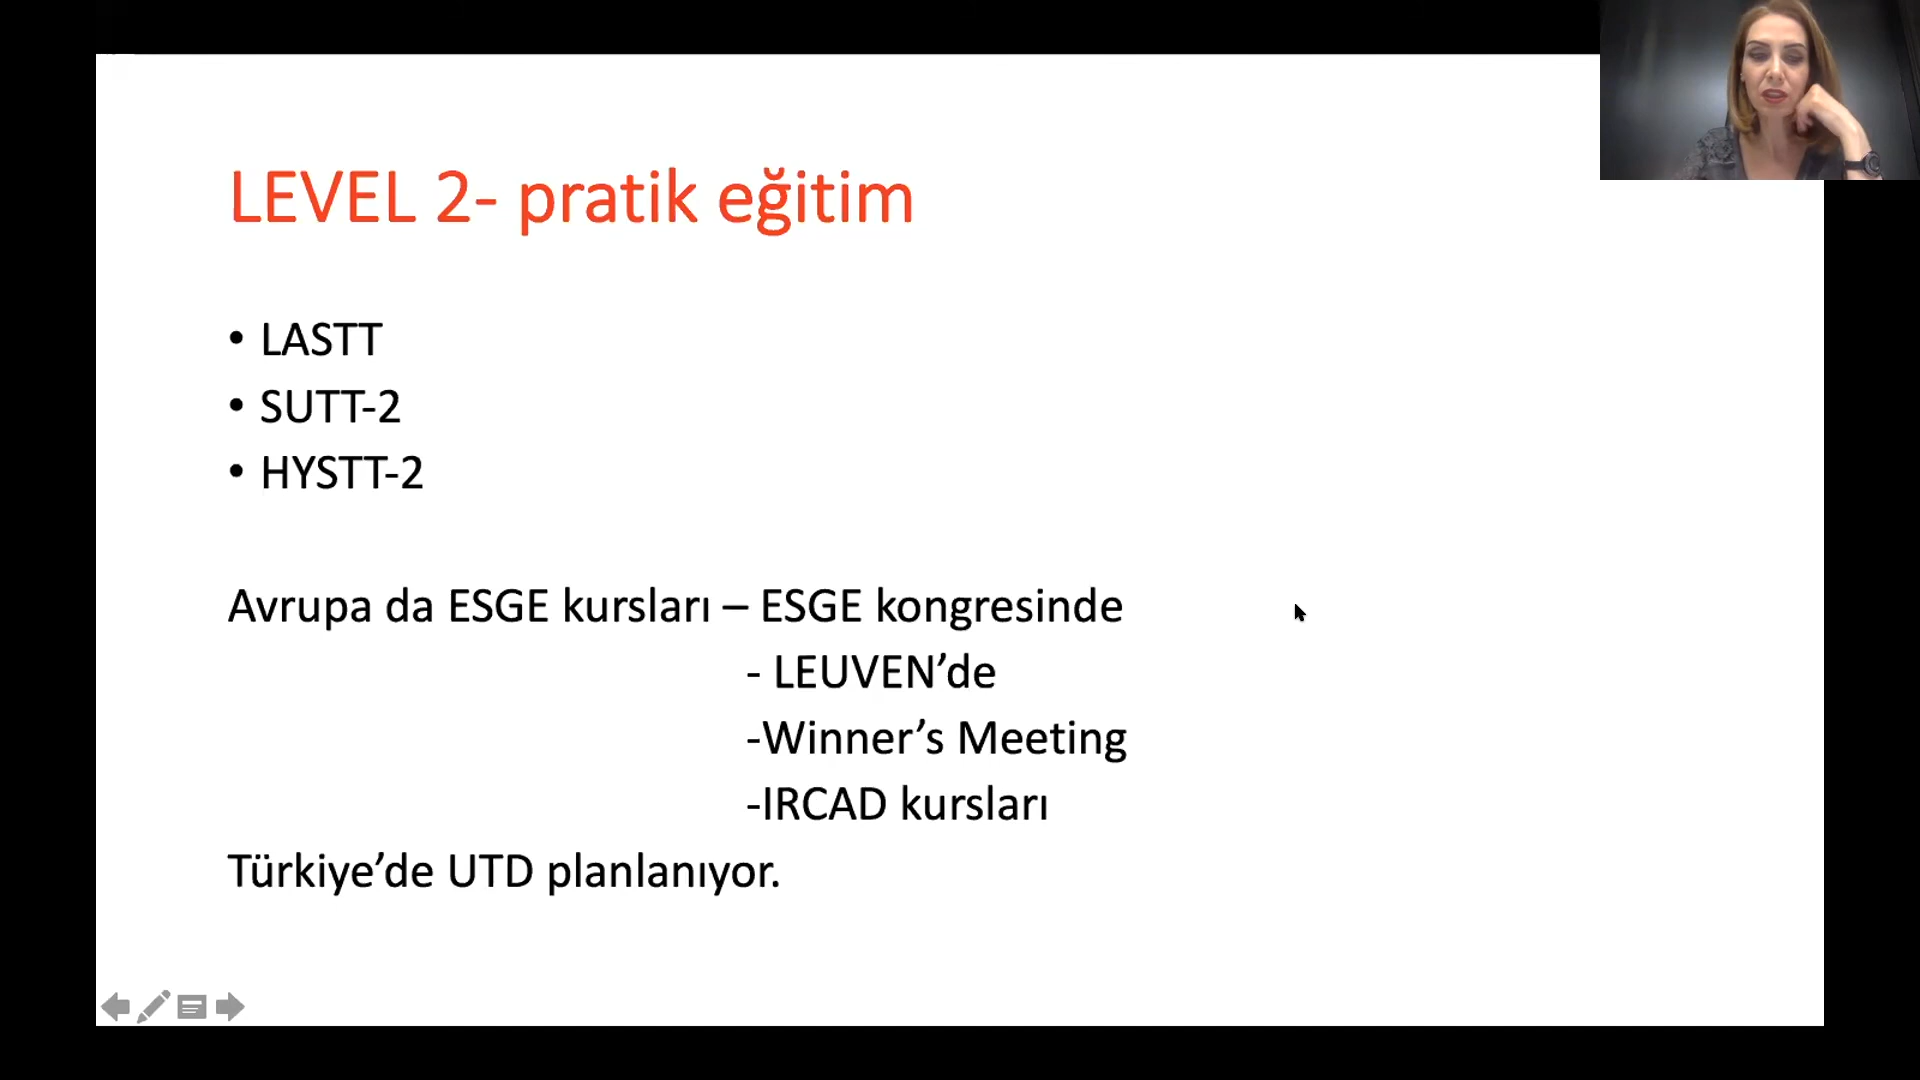 LEVEL 2- pratik eğitim
• LASTT
• SUTT-2
• HYSTT-2
Avrupa da ESGE kursları – ESGE kongresinde
- LEUVEN’de
-Winner’s Meeting
-IRCAD kursları
Türkiye’de UTD planlanıyor.